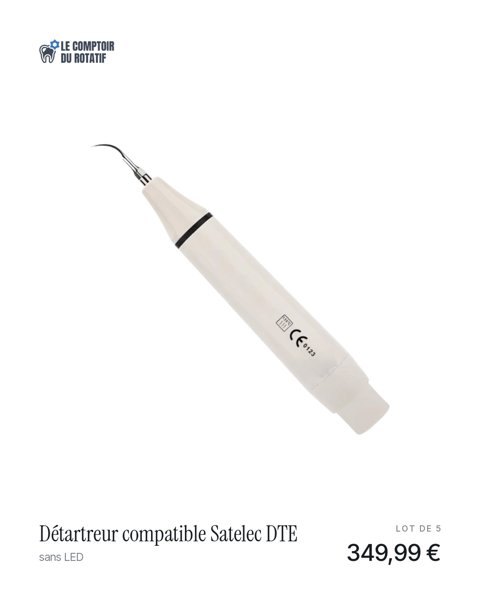 LE COMPTOIR
DU ROTATIF
CE 0123
Détartreur compatible Satelec DTE
sans LED
LOT DE 5
349,99 €